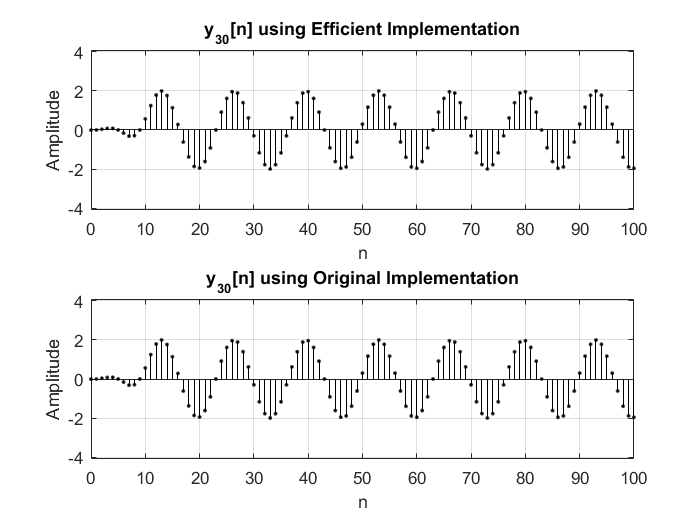 y30[n] using Efficient Implementation
4
2
0
-2
-4
Amplitude
0 10 20 30 40 50 60 70 80 90 100
n
y30[n] using Original Implementation
4
2
0
-2
-4
Amplitude
0 10 20 30 40 50 60 70 80 90 100
n